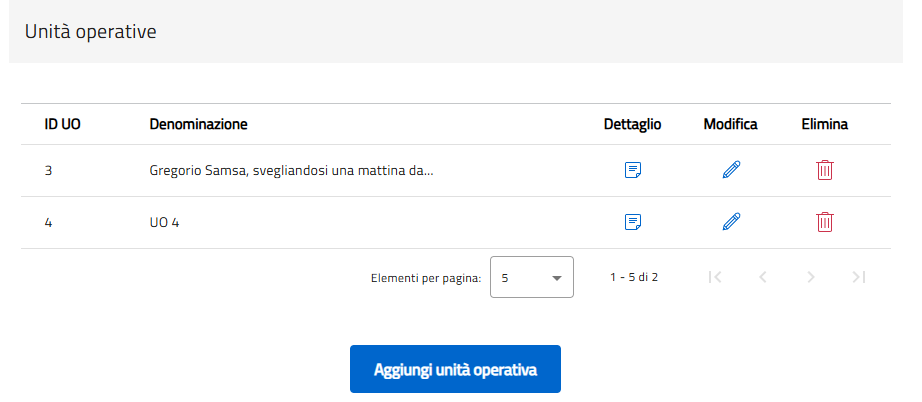 Unità operative
ID UO Denominazione Dettaglio Modifica Elimina
3 Gregorio Samsa, svegliandosi una mattina da...
4 UO 4
Elementi per pagina: 5 1 - 5 di 2
Aggiungi unità operativa